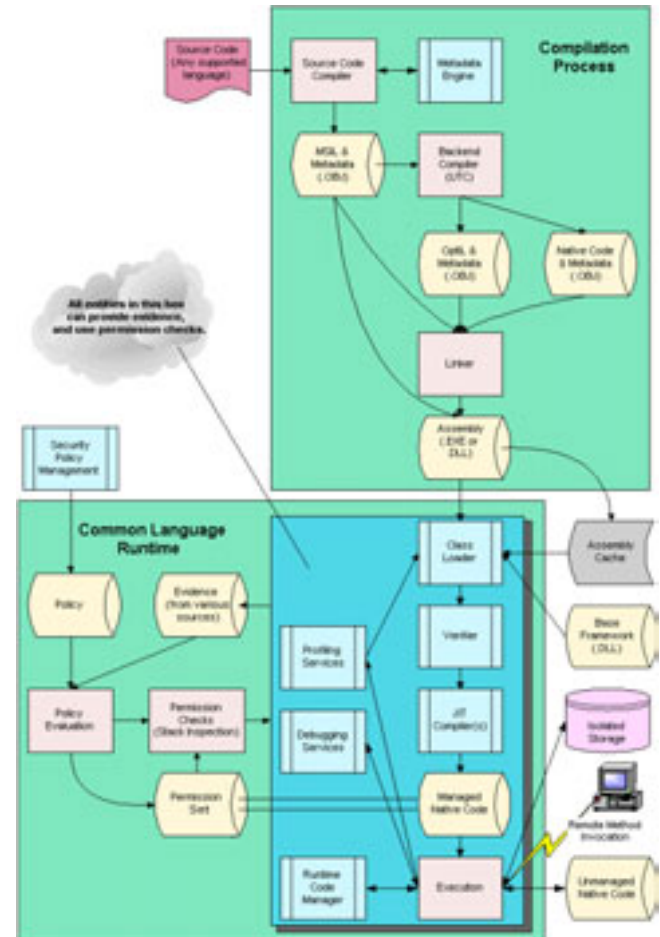 Compilation
Process
Source Code
(Any supported
language)
Source Code
Compiler
Metadata
Engine
MSIL &
Metadata
(.OBJ)
Backend
Compiler
(UTC)
OptIL &
Metadata
(.OBJ)
Native Code
& Metadata
(.OBJ)
All entities in this box
can provide evidence,
and use permission checks.
Linker
Assembly
(.EXE or
.DLL)
Security
Policy
Management
Common Language
Runtime
Class
Loader
Assembly
Cache
Policy
Evidence
(from various
sources)
Profiling
Services
Verifier
Base
Framework
(.DLL)
Policy
Evaluation
Permission
Checks
(Stack Inspection)
Debugging
Services
JIT
Compiler(s)
Isolated
Storage
Permission
Managed
Native Code
Remote Method
Invocation
Runtime
Code
Manager
Execution
Unmanaged
Native Code